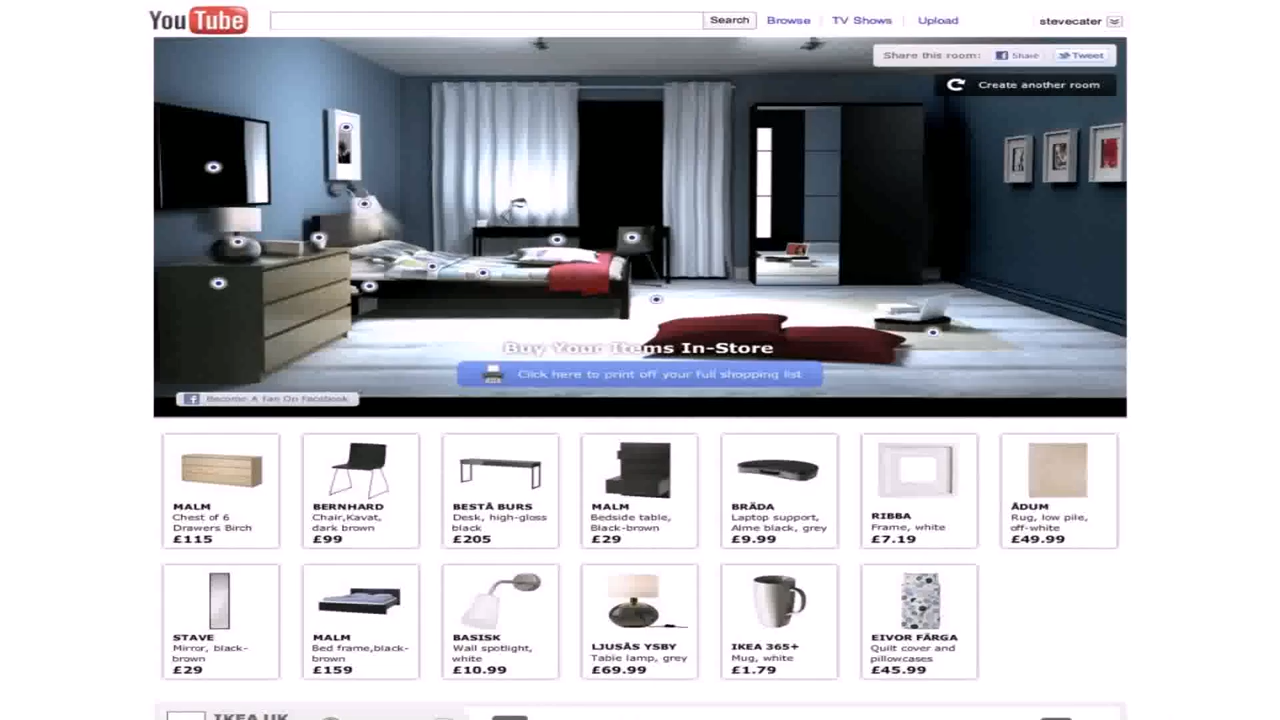 YouTube
Search
Browse
TV Shows
Upload
stevecater
Share this room:
Share
Tweet
Create another room
Buy Your Items In-Store
Click here to print off your full shopping list
Become A Fan On Facebook
MALM
Chest of 6
Drawers Birch
£115
BERNHARD
Chair,Kavat,
dark brown
£99
BESTÅ BURS
Desk, high-gloss
black
£205
MALM
Bedside table,
Black-brown
£29
BRÄDA
Laptop support,
Alme black, grey
£9.99
RIBBA
Frame, white
£7.19
ÅDUM
Rug, low pile,
off-white
£49.99
STAVE
Mirror, black-
brown
£29
MALM
Bed frame,black-
brown
£159
BASISK
Wall spotlight,
white
£10.99
LJUSÅS YSBY
Table lamp, grey
£69.99
IKEA 365+
Mug, white
£1.79
EIVOR FÄRGA
Quilt cover and
pillowcases
£45.99
IKEA UK